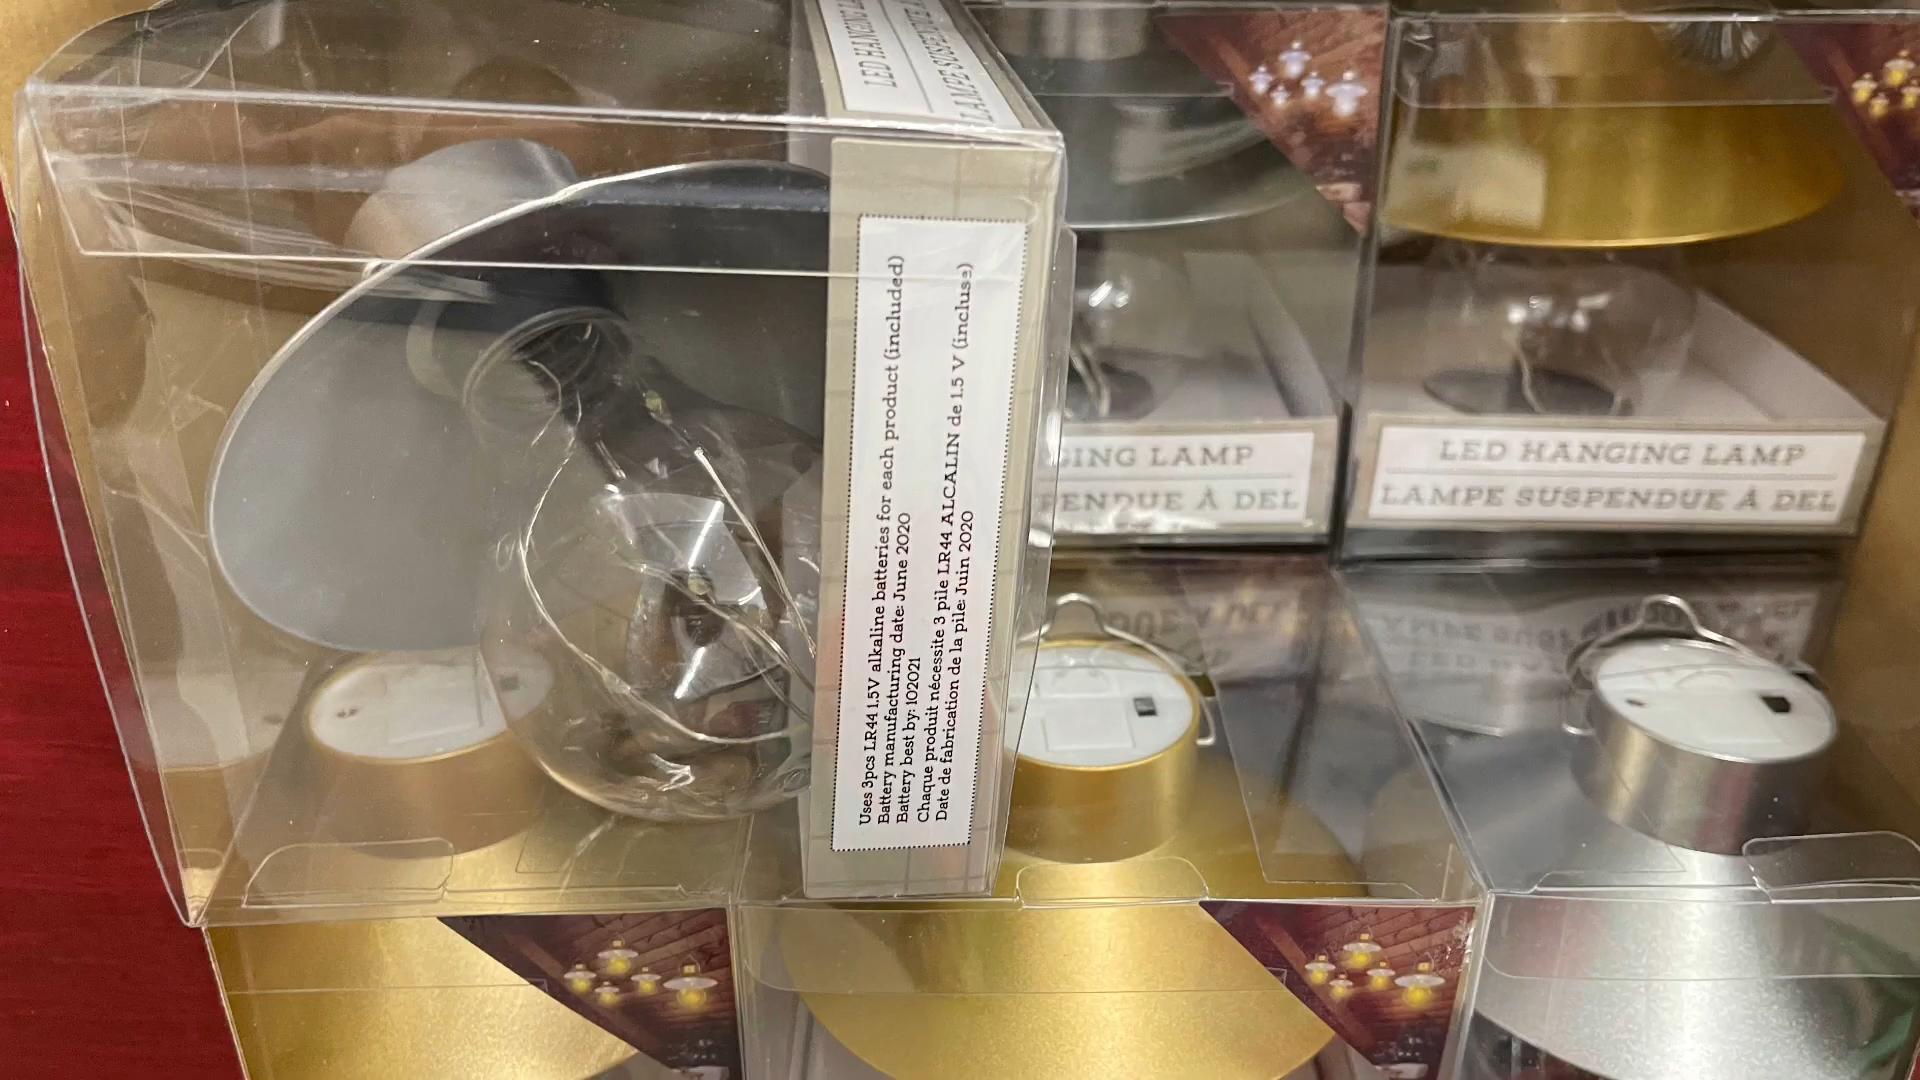 LED HANGING
LAMPE SUSPENDUE À
Uses 3pcs LR44 1.5V alkaline batteries for each product (included)
Battery manufacturing date: June 2020
Battery best by: 102021
Chaque produit nécessite 3 pile LR44 ALCALIN de 1.5 V (incluse)
Date de fabrication de la pile: Juin 2020
GING LAMP
PENDUE À DEL
LED HANGING LAMP
LAMPE SUSPENDUE À DEL